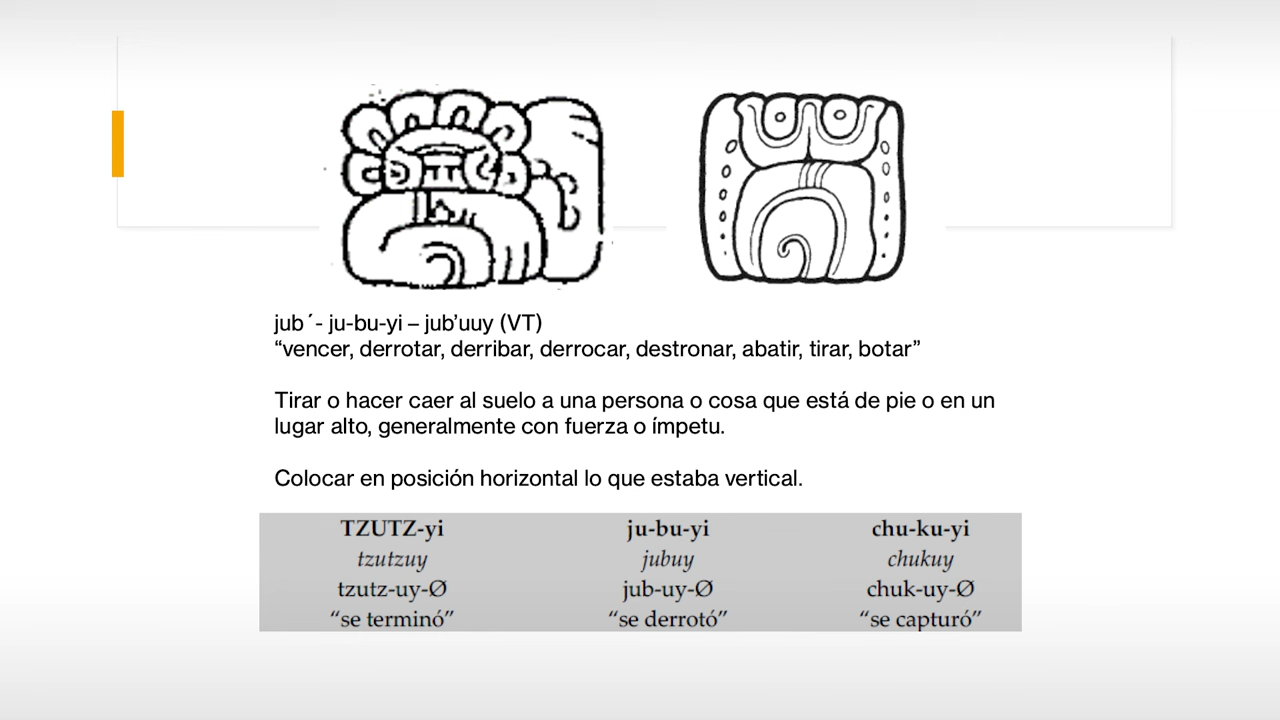 jub´- ju-bu-yi – jub’uuy (VT)
“vencer, derrotar, derribar, derrocar, destronar, abatir, tirar, botar”
Tirar o hacer caer al suelo a una persona o cosa que está de pie o en un
lugar alto, generalmente con fuerza o ímpetu.
Colocar en posición horizontal lo que estaba vertical.
TZUTZ-yi ju-bu-yi chu-ku-yi
tzutzuy jubuy chukuy
tzutz-uy-Ø jub-uy-Ø chuk-uy-Ø
“se terminó” “se derrotó” “se capturó”